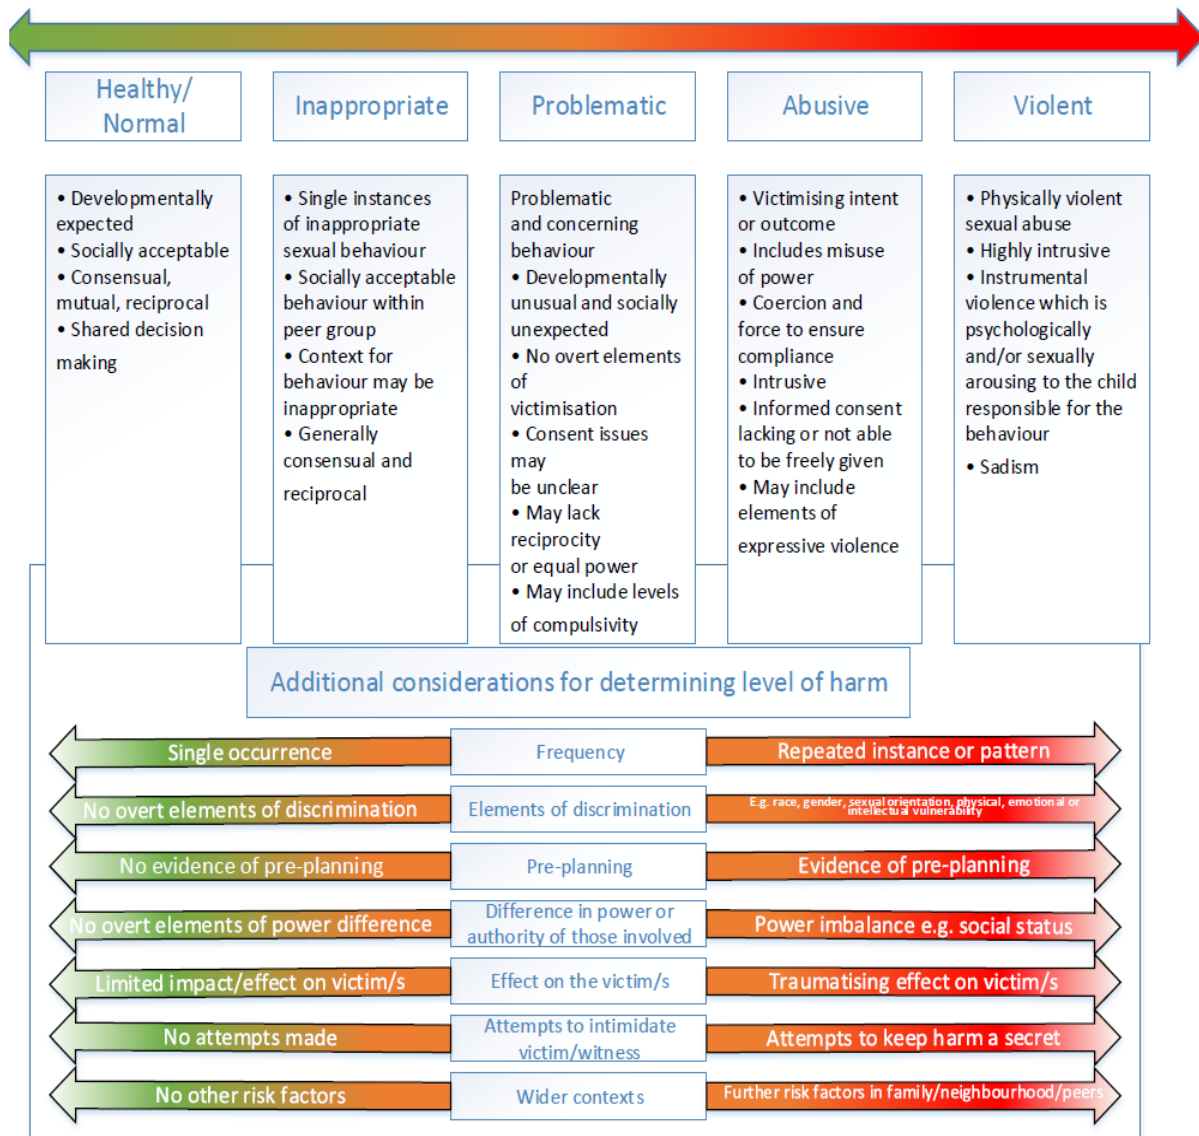 Healthy/
Normal
Inappropriate
Problematic
Abusive
Violent
• Developmentally
expected
• Socially acceptable
• Consensual,
mutual, reciprocal
• Shared decision
making
• Single instances
of inappropriate
sexual behaviour
• Socially acceptable
behaviour within
peer group
• Context for
behaviour may be
inappropriate
• Generally
consensual and
reciprocal
Problematic
and concerning
behaviour
• Developmentally
unusual and socially
unexpected
• No overt elements
of
victimisation
• Consent issues
may
be unclear
• May lack
reciprocity
or equal power
• May include levels
of compulsivity
• Victimising intent
or outcome
• Includes misuse
of power
• Coercion and
force to ensure
compliance
• Intrusive
• Informed consent
lacking or not able
to be freely given
• May include
elements of
expressive violence
• Physically violent
sexual abuse
• Highly intrusive
• Instrumental
violence which is
psychologically
and/or sexually
arousing to the child
responsible for the
behaviour
• Sadism
Additional considerations for determining level of harm
Single occurrence
Frequency
Repeated instance or pattern
No overt elements of discrimination
Elements of discrimination
E.g. race, gender, sexual orientation, physical, emotional or
intellectual vulnerability
No evidence of pre-planning
Pre-planning
Evidence of pre-planning
No overt elements of power difference
Difference in power or
authority of those involved
Power imbalance e.g. social status
Limited impact/effect on victim/s
Effect on the victim/s
Traumatising effect on victim/s
No attempts made
Attempts to intimidate
victim/witness
Attempts to keep harm a secret
No other risk factors
Wider contexts
Further risk factors in family/neighbourhood/peers